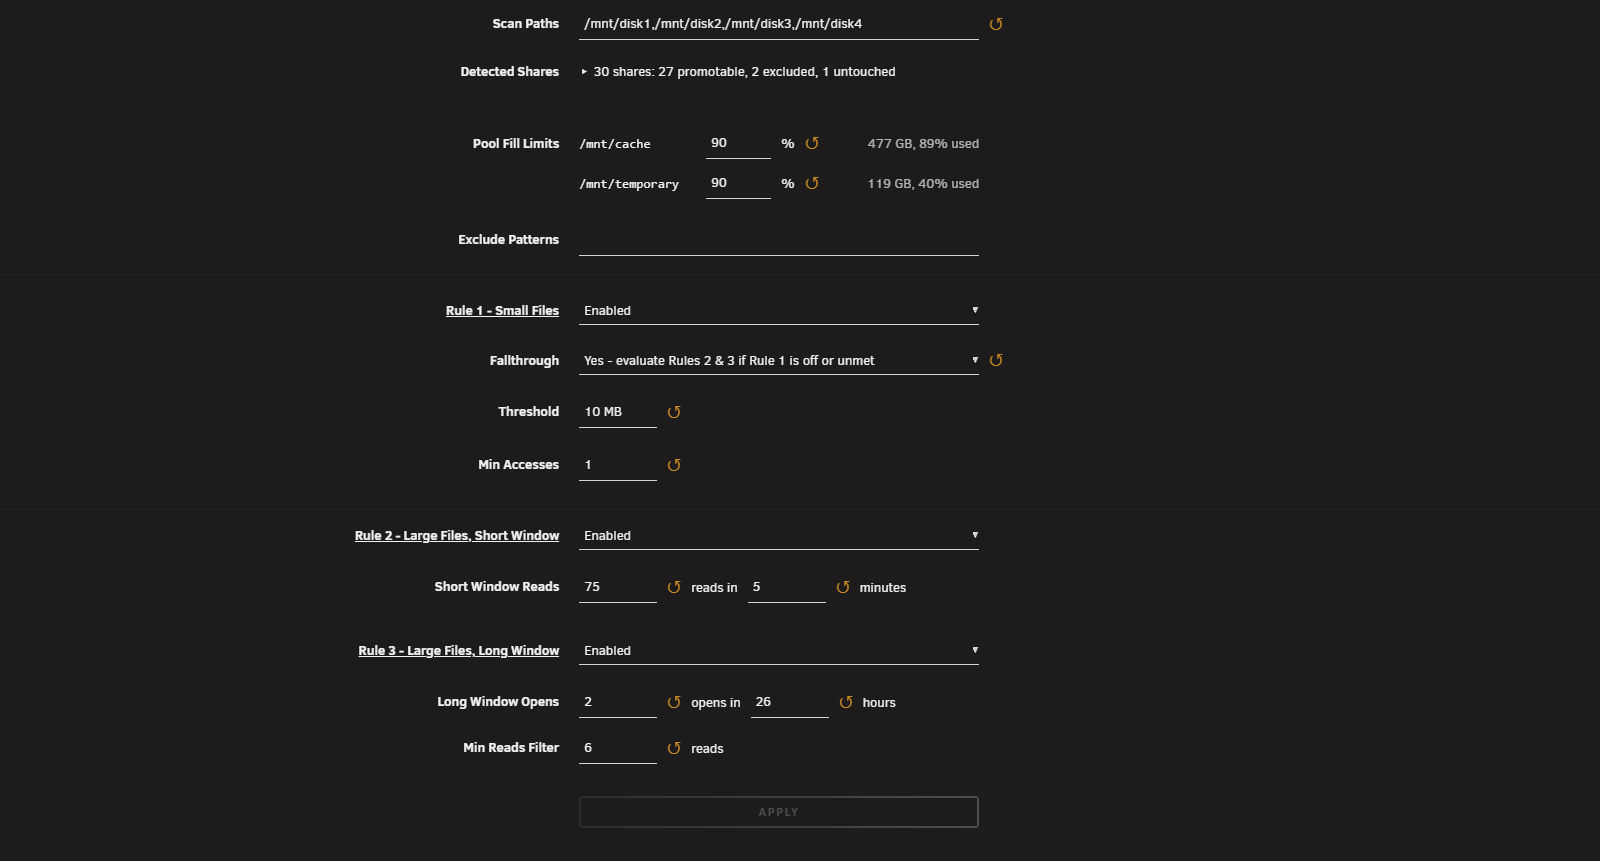 Scan Paths /mnt/disk1,/mnt/disk2,/mnt/disk3,/mnt/disk4
Detected Shares ▸ 30 shares: 27 promotable, 2 excluded, 1 untouched
Pool Fill Limits /mnt/cache 90 % 477 GB, 89% used
/mnt/temporary 90 % 119 GB, 40% used
Exclude Patterns
Rule 1 - Small Files Enabled
Fallthrough Yes - evaluate Rules 2 & 3 if Rule 1 is off or unmet
Threshold 10 MB
Min Accesses 1
Rule 2 - Large Files, Short Window Enabled
Short Window Reads 75 reads in 5 minutes
Rule 3 - Large Files, Long Window Enabled
Long Window Opens 2 opens in 26 hours
Min Reads Filter 6 reads
APPLY